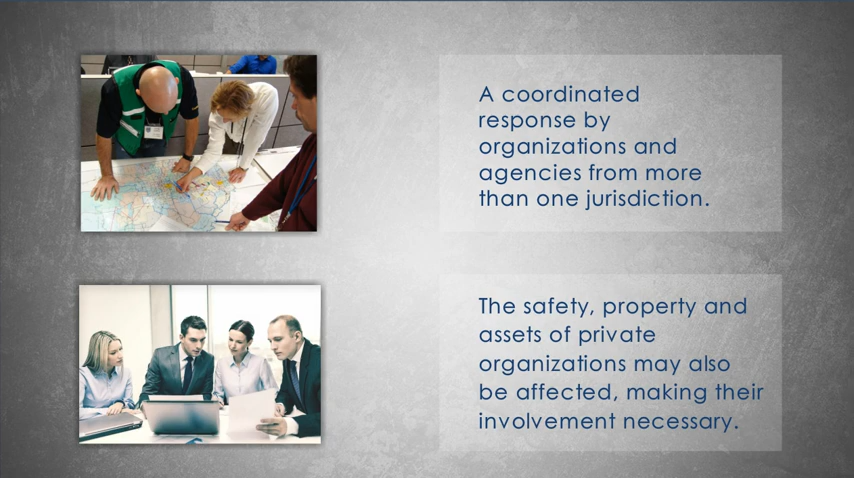 A coordinated
response by
organizations and
agencies from more
than one jurisdiction.
The safety, property and
assets of private
organizations may also
be affected, making their
involvement necessary.